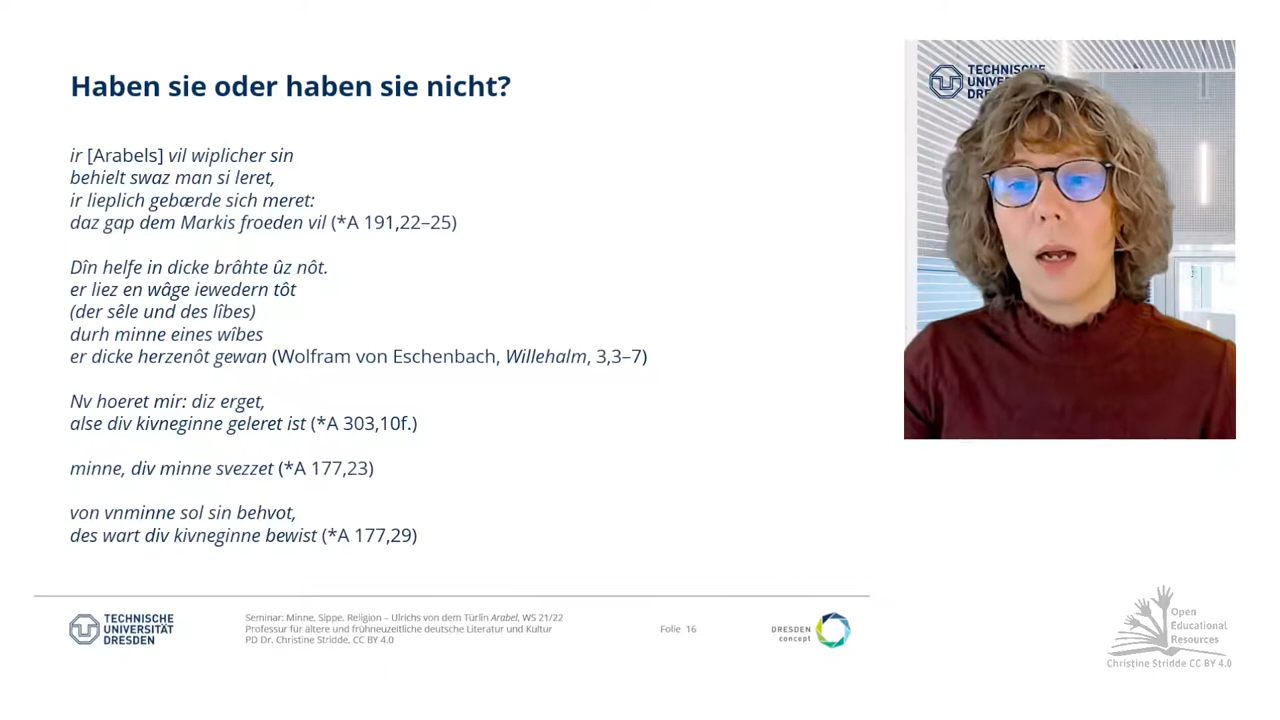 Haben sie oder haben sie nicht?
ir [Arabels] vil wiplicher sin
behielt swaz man si leret,
ir lieplich gebærde sich meret:
daz gap dem Markis froeden vil (*A 191,22–25)
Dîn helfe in dicke brâhte ûz nôt.
er liez en wâge iewedern tôt
(der sêle und des lîbes)
durh minne eines wîbes
er dicke herzenôt gewan (Wolfram von Eschenbach, Willehalm, 3,3–7)
Nv hoeret mir: diz erget,
alse div kivneginne geleret ist (*A 303,10f.)
minne, div minne svezzet (*A 177,23)
von vnminne sol sin behvot,
des wart div kivneginne bewist (*A 177,29)
TECHNISCHE
UNIVERSITÄT
DRESDEN
Seminar: Minne, Sippe, Religion – Ulrichs von dem Türlîn Arabel, WS 21/22
Professur für ältere und frühneuzeitliche deutsche Literatur und Kultur
PD Dr. Christine Stridde, CC BY 4.0
Folie 16
DRESDEN
concept
TECHNISCHE
UNIVE
DRE
Open
Educational
Resources
Christine Stridde CC BY 4.0